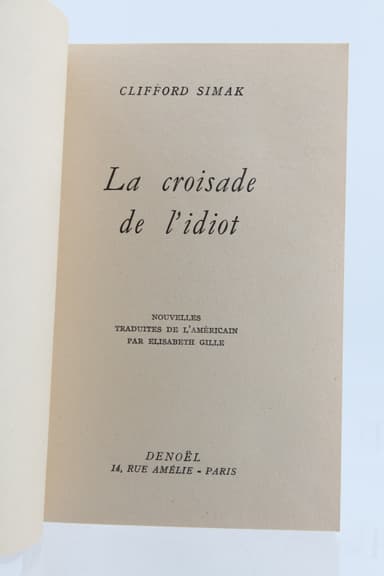 CLIFFORD SIMAK
La croisade
de l'idiot
NOUVELLES
TRADUITES DE L'AMÉRICAIN
PAR ELISABETH GILLE
DENOËL
14, RUE AMÉLIE - PARIS